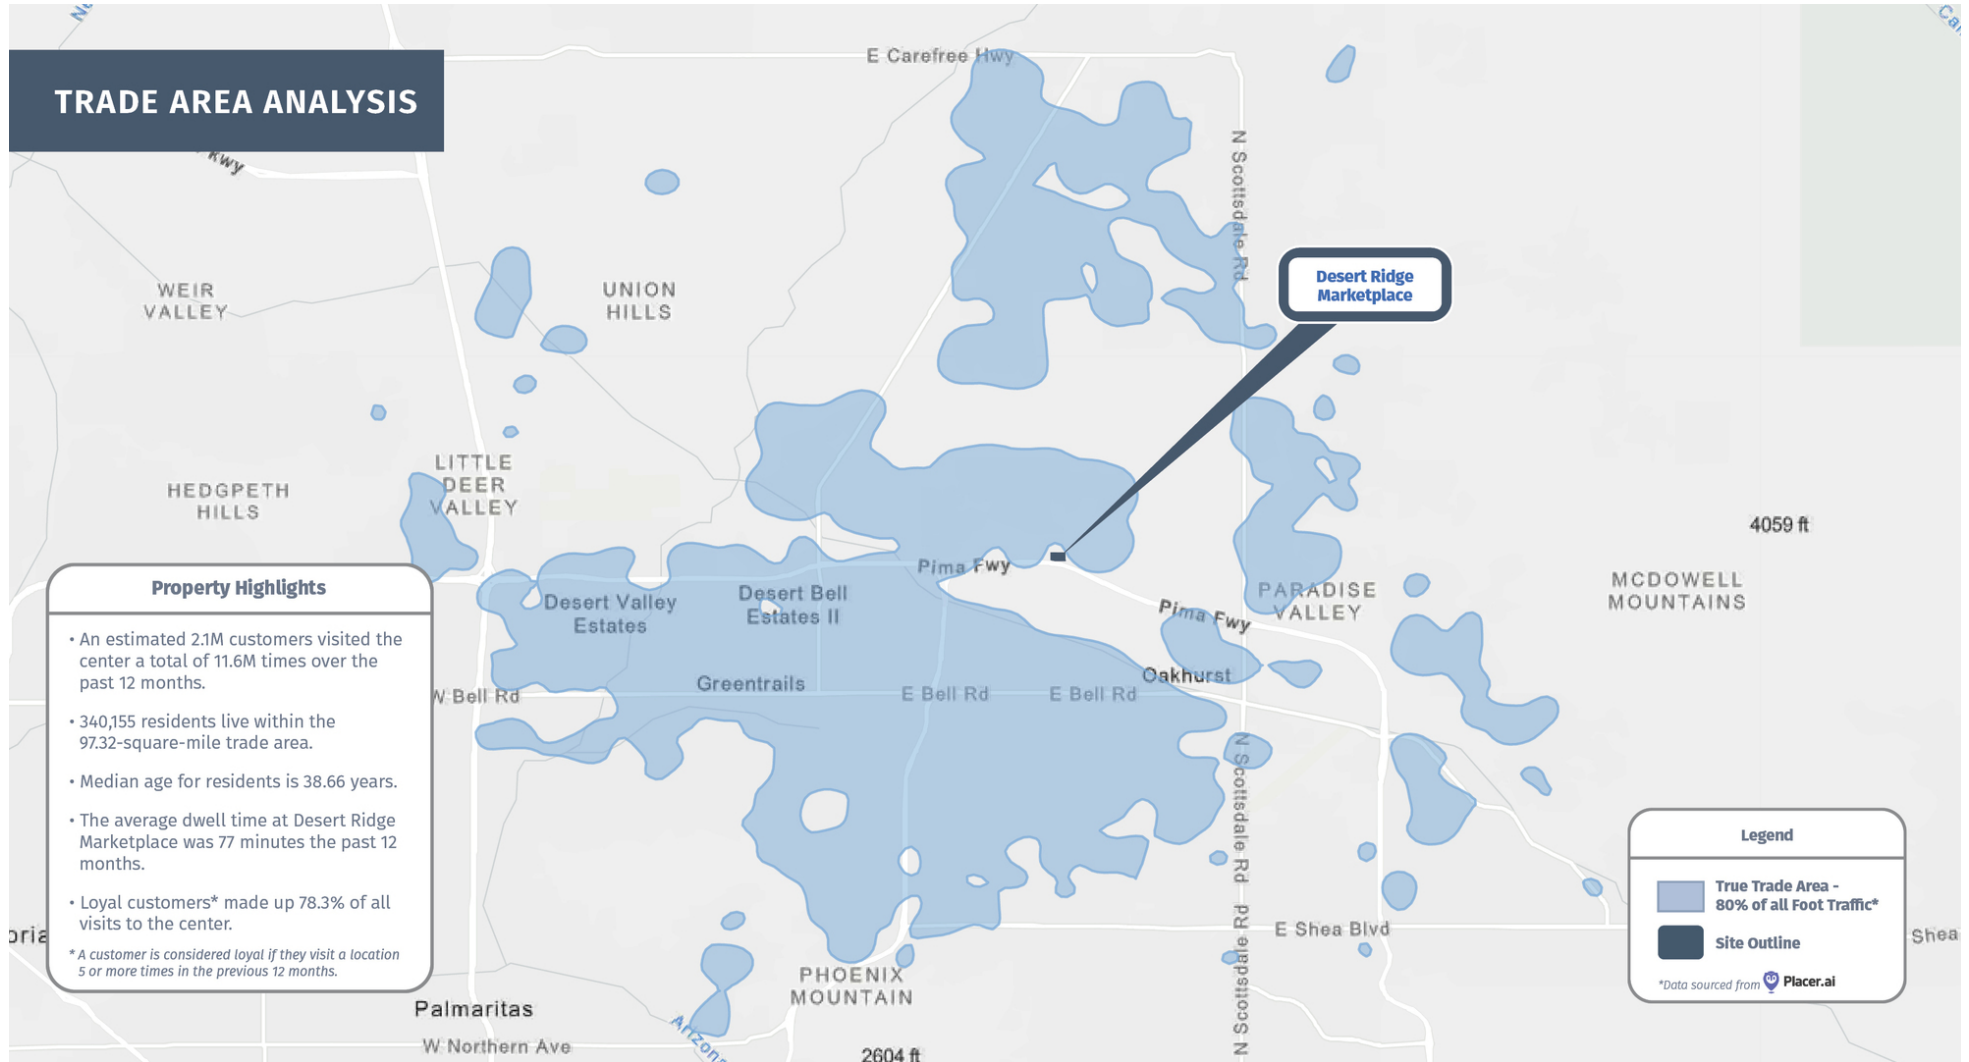 TRADE AREA ANALYSIS
E Carefree Hwy
N Scottsdale Rd
Desert Ridge
Marketplace
WEIR
VALLEY
UNION
HILLS
LITTLE
DEER
VALLEY
HEDGPETH
HILLS
4059 ft
Pima Fwy
Desert Valley
Estates
Desert Bell
Estates II
Pima Fwy
PARADISE
VALLEY
MCDOWELL
MOUNTAINS
Oakhurst
Greentrails
W Bell Rd
E Bell Rd
E Bell Rd
N Scottsdale Rd
N Scottsdale Rd
E Shea Blvd
Shea
PHOENIX
MOUNTAIN
Palmaritas
W Northern Ave
Arizona
2604 ft
Property Highlights
• An estimated 2.1M customers visited the
center a total of 11.6M times over the
past 12 months.
• 340,155 residents live within the
97.32-square-mile trade area.
• Median age for residents is 38.66 years.
• The average dwell time at Desert Ridge
Marketplace was 77 minutes the past 12
months.
• Loyal customers* made up 78.3% of all
visits to the center.
* A customer is considered loyal if they visit a location
5 or more times in the previous 12 months.
Legend
True Trade Area -
80% of all Foot Traffic*
Site Outline
*Data sourced from Placer.ai